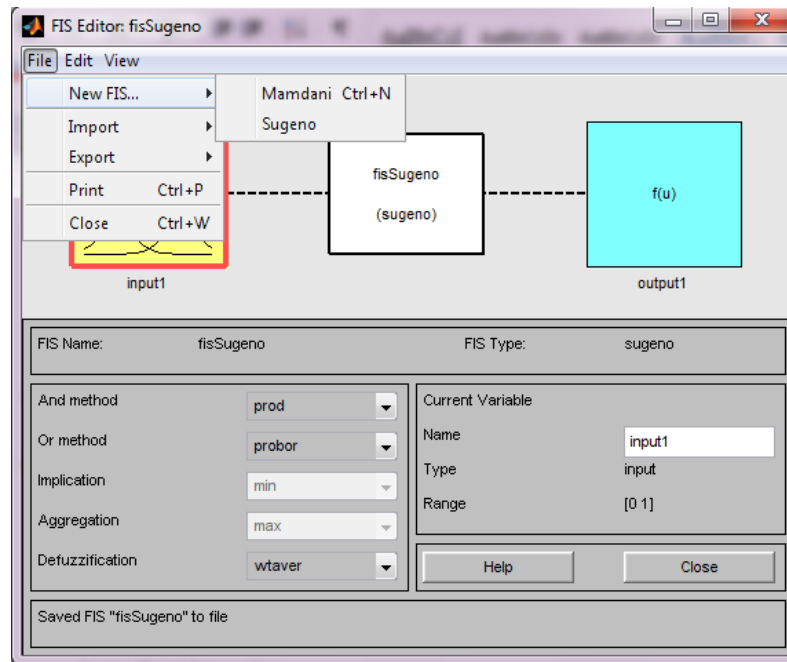 FIS Editor: fisSugeno
File Edit View
New FIS...
Mamdani Ctrl+N
Import
Sugeno
Export
Print Ctrl+P
Close Ctrl+W
fisSugeno
(sugeno)
f(u)
input1
output1
FIS Name: fisSugeno FIS Type: sugeno
And method prod
Or method probor
Implication min
Aggregation max
Defuzzification wtaver
Current Variable
Name input1
Type input
Range [0 1]
Help Close
Saved FIS "fisSugeno" to file